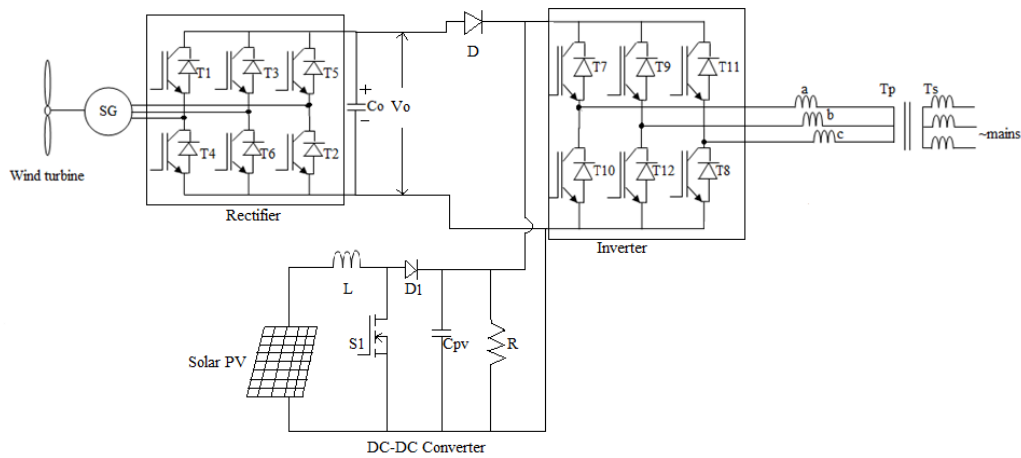 D
T1
T3
T5
T7
T9
T11
SG
+
Co
−
Vo
a
b
c
Tp
Ts
~mains
T4
T6
T2
T10
T12
T8
Wind turbine
Rectifier
Inverter
L
D1
S1
Cpv
R
Solar PV
DC-DC Converter